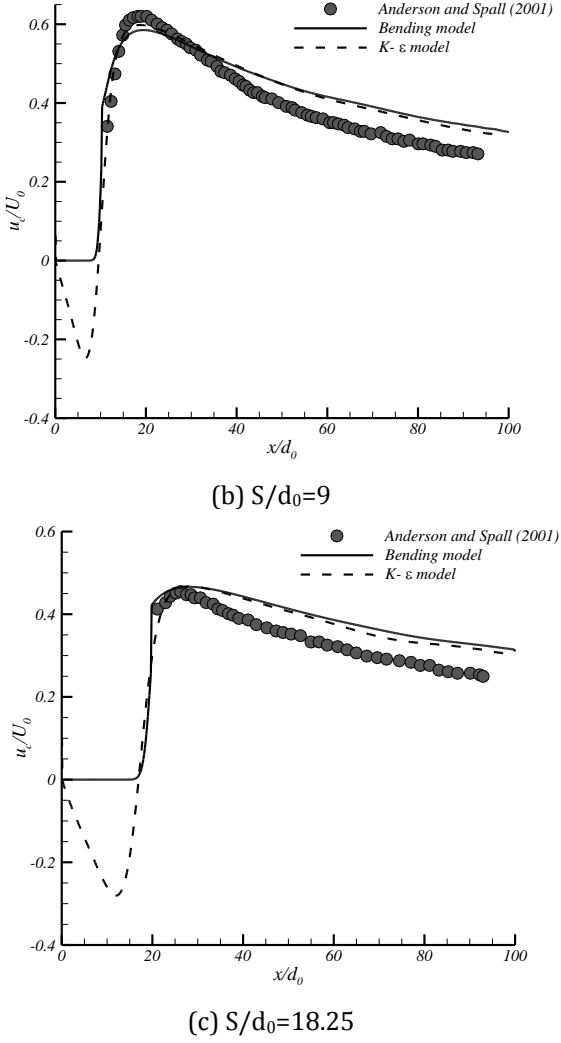 0.6
0.4
0.2
0
-0.2
-0.4
u_c/U_0
Anderson and Spall (2001)
Bending model
K- ε model
0 20 40 60 80 100
x/d_0
(b) S/d_0=9
0.6
0.4
0.2
0
-0.2
-0.4
u_c/U_0
Anderson and Spall (2001)
Bending model
K- ε model
0 20 40 60 80 100
x/d_0
(c) S/d_0=18.25